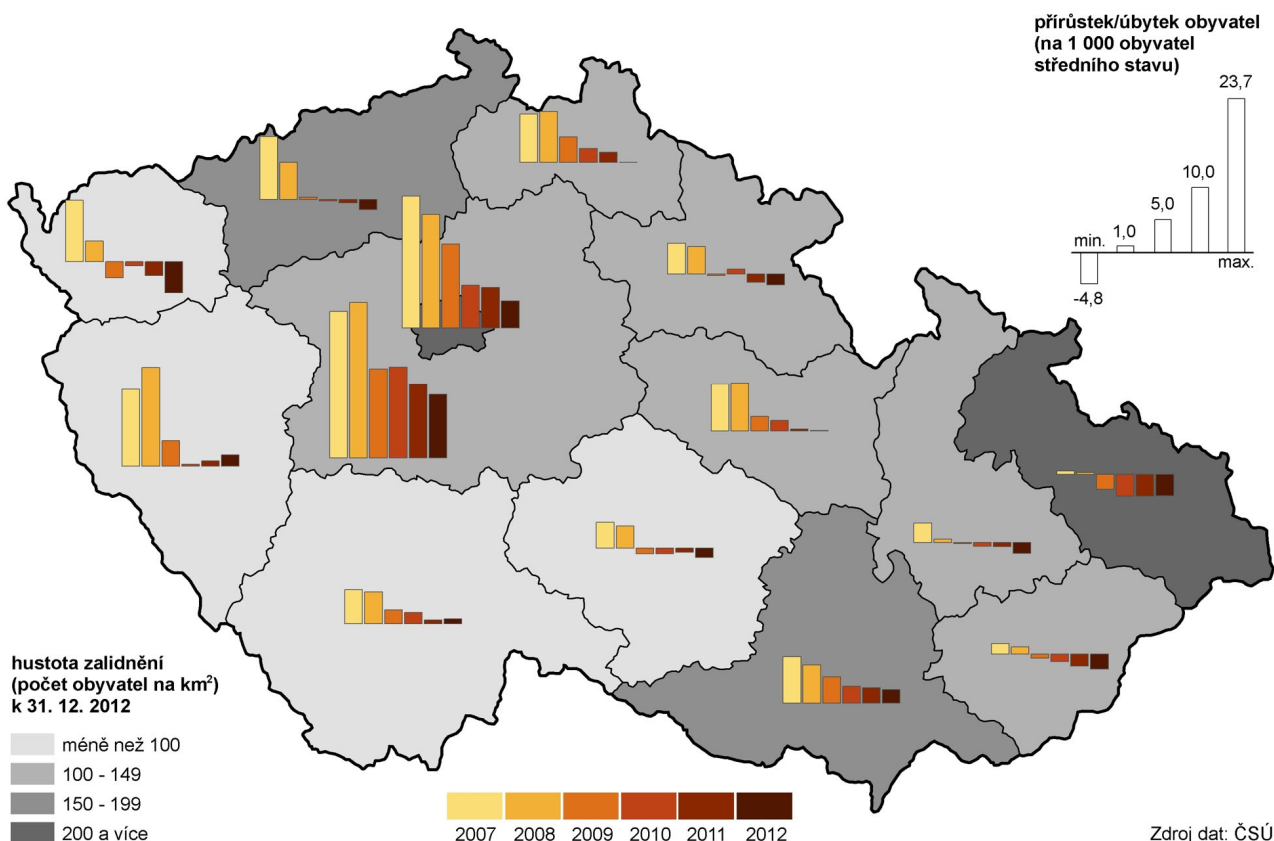 přírůstek/úbytek obyvatel
(na 1 000 obyvatel
středního stavu)
23,7
10,0
5,0
1,0
min.
max.
-4,8
hustota zalidnění
(počet obyvatel na km²)
k 31. 12. 2012
méně než 100
100 - 149
150 - 199
200 a více
2007 2008 2009 2010 2011 2012
Zdroj dat: ČSÚ